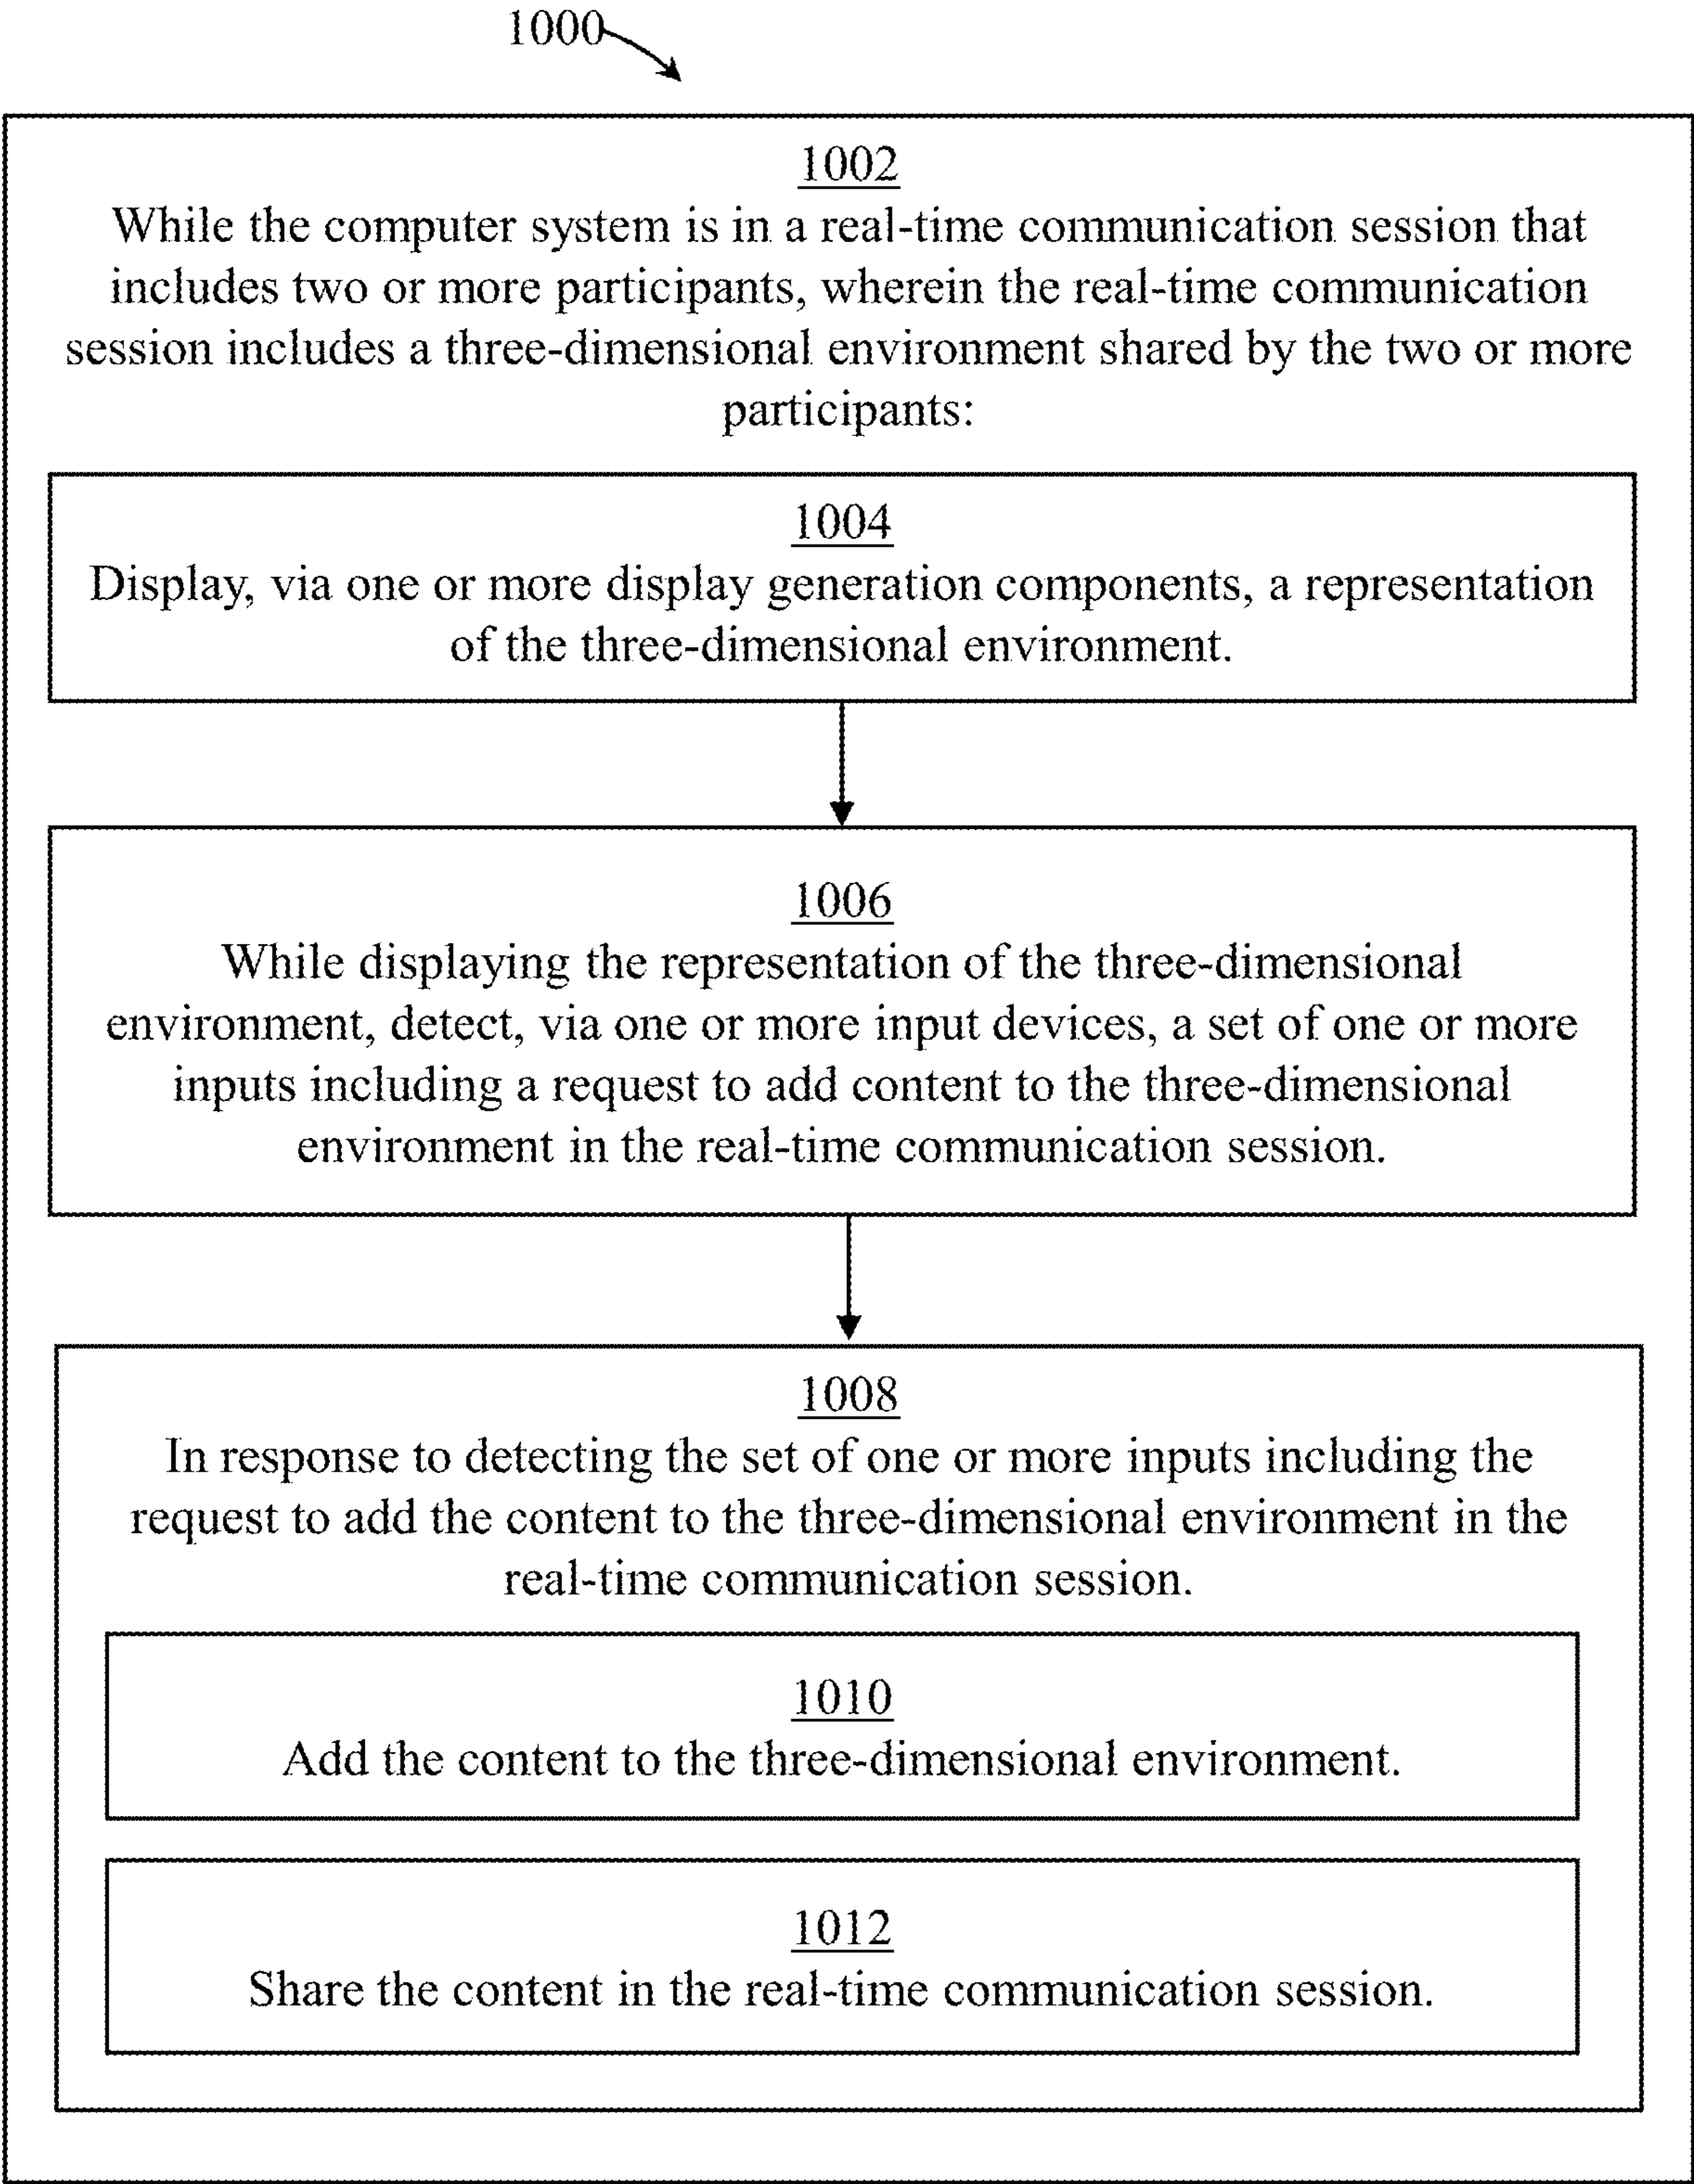 1000
1002
While the computer system is in a real-time communication session that
includes two or more participants, wherein the real-time communication
session includes a three-dimensional environment shared by the two or more
participants:
1004
Display, via one or more display generation components, a representation
of the three-dimensional environment.
1006
While displaying the representation of the three-dimensional
environment, detect, via one or more input devices, a set of one or more
inputs including a request to add content to the three-dimensional
environment in the real-time communication session.
1008
In response to detecting the set of one or more inputs including the
request to add the content to the three-dimensional environment in the
real-time communication session.
1010
Add the content to the three-dimensional environment.
1012
Share the content in the real-time communication session.